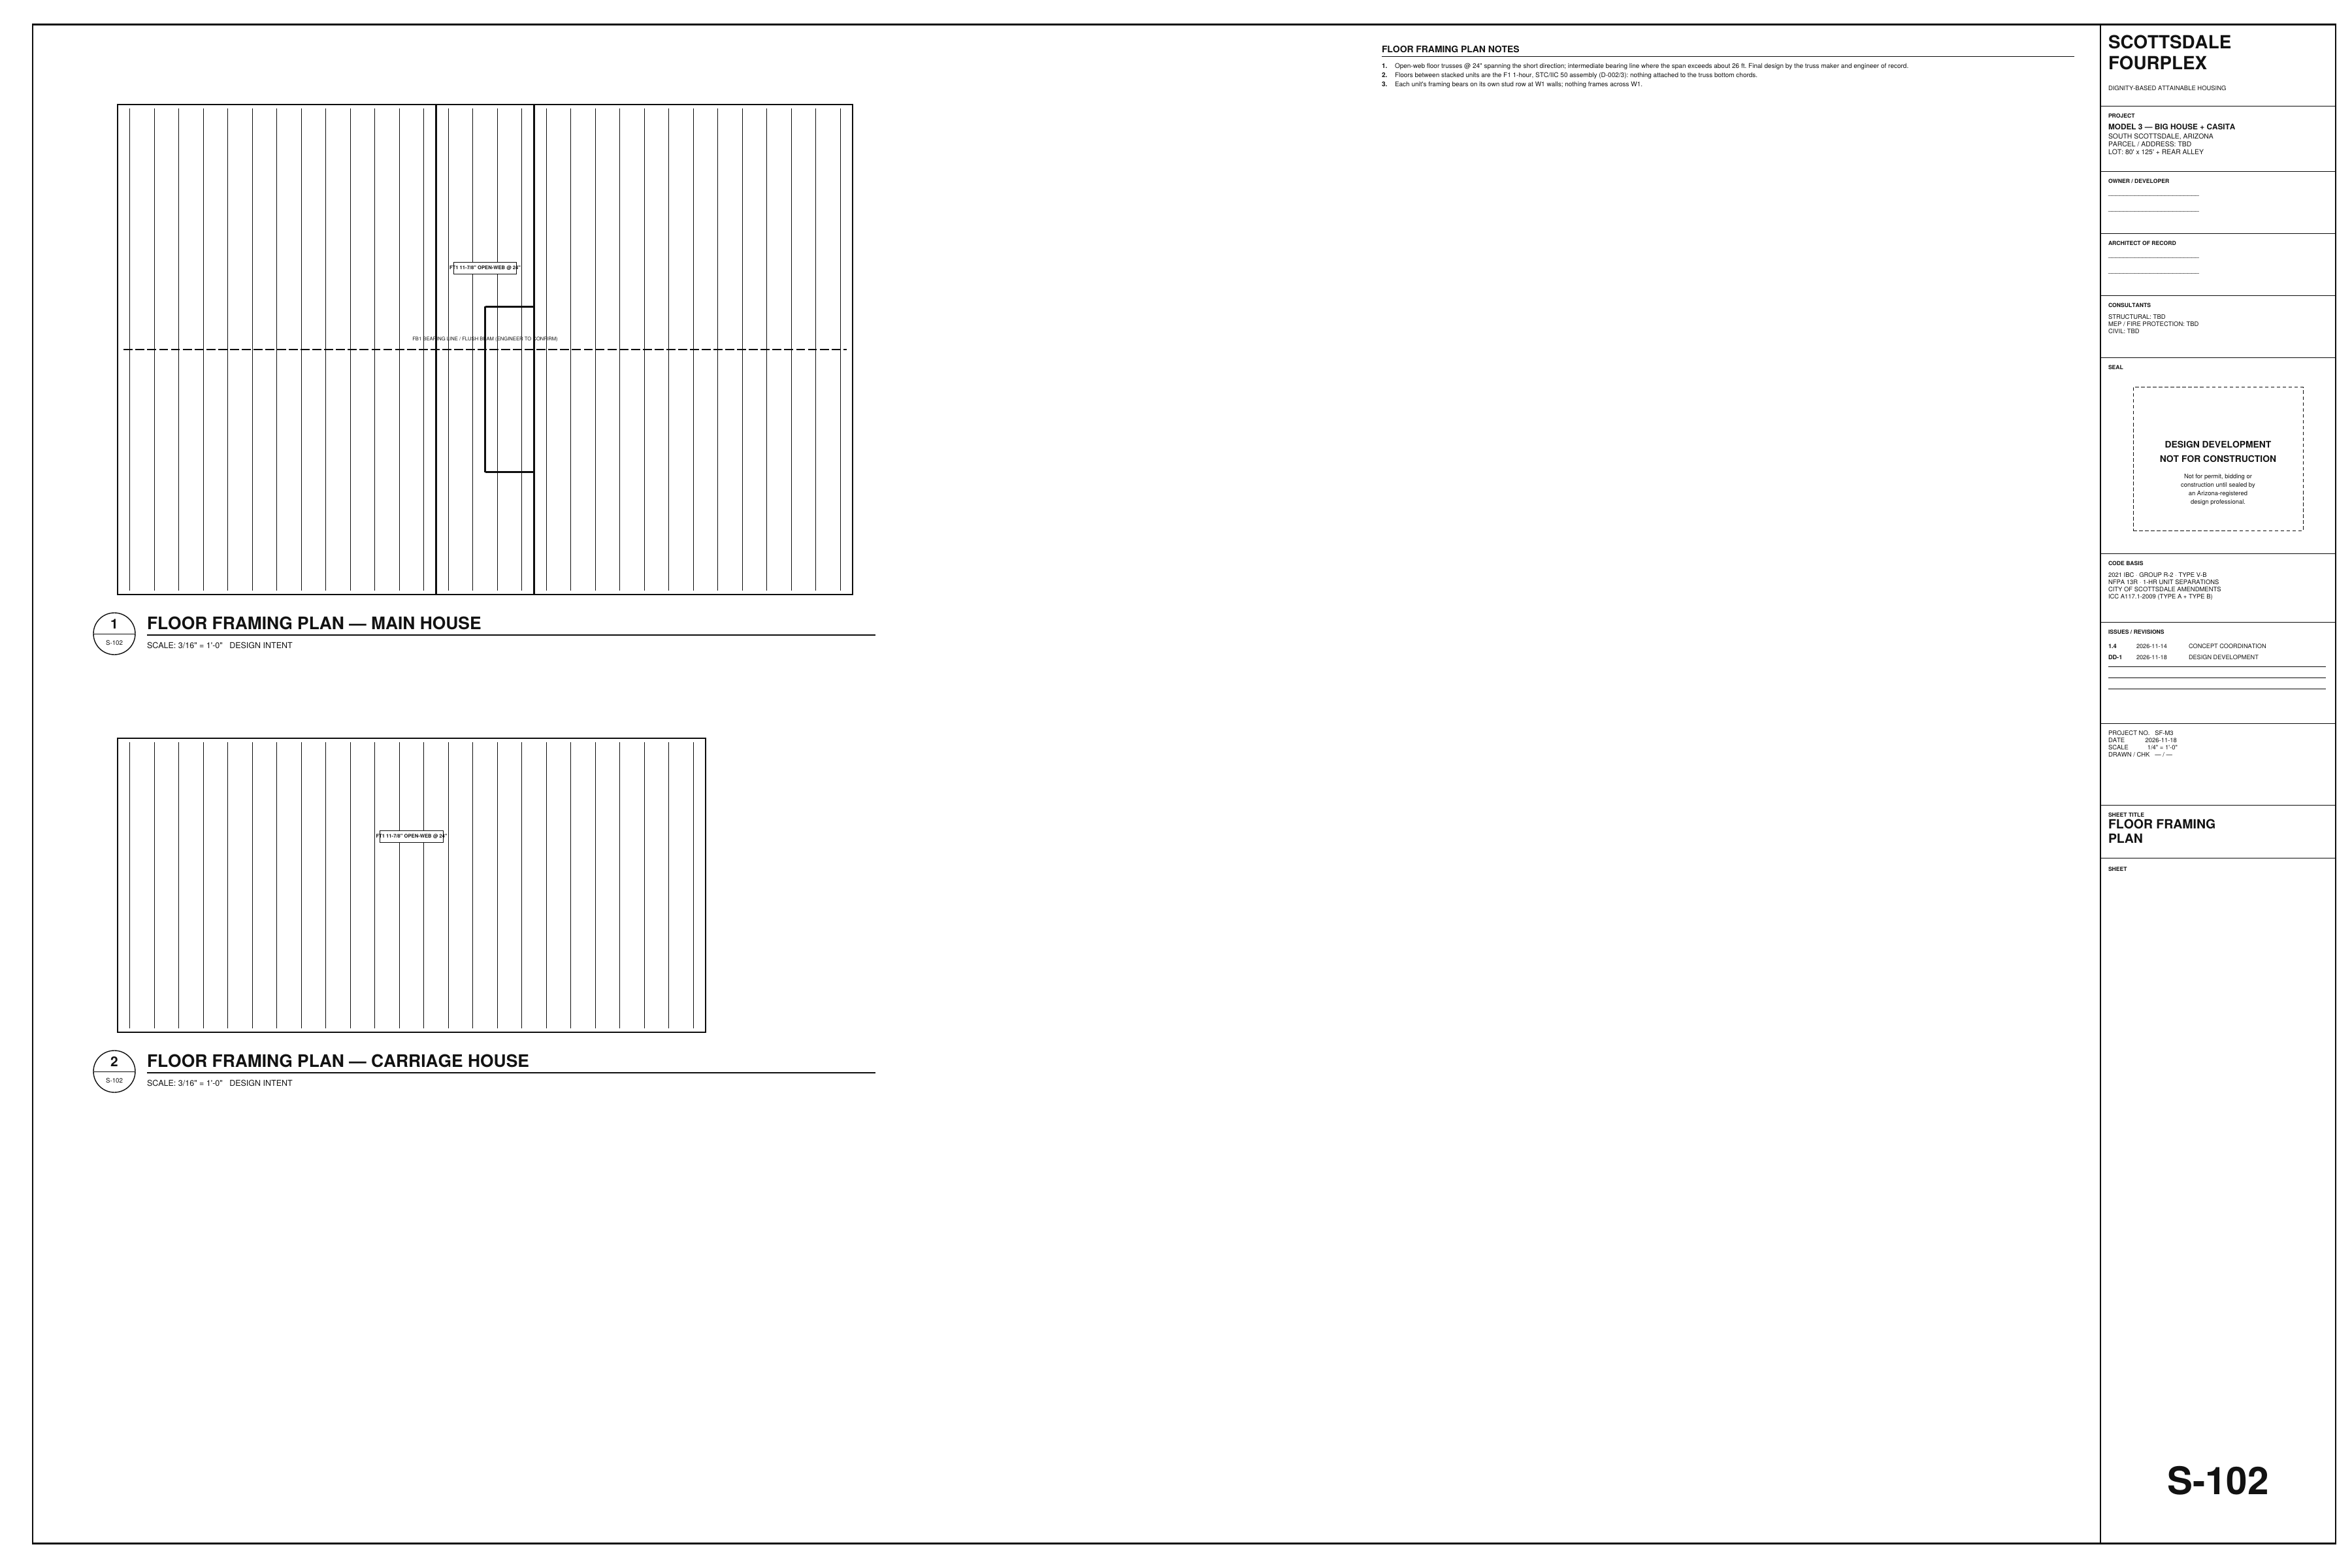 FLOOR FRAMING PLAN NOTES
1. Open-web floor trusses @ 24" spanning the short direction; intermediate bearing line where the span exceeds about 26 ft. Final design by the truss maker and engineer of record.
2. Floors between stacked units are the F1 1-hour, STC/IIC 50 assembly (D-002/3): nothing attached to the truss bottom chords.
3. Each unit's framing bears on its own stud row at W1 walls; nothing frames across W1.
FT1 11-7/8" OPEN-WEB @ 24"
FB1 BEARING LINE / FLUSH BEAM (ENGINEER TO CONFIRM)
1
S-102
FLOOR FRAMING PLAN — MAIN HOUSE
SCALE: 3/16" = 1'-0" DESIGN INTENT
FT1 11-7/8" OPEN-WEB @ 24"
2
S-102
FLOOR FRAMING PLAN — CARRIAGE HOUSE
SCALE: 3/16" = 1'-0" DESIGN INTENT
SCOTTSDALE
FOURPLEX
DIGNITY-BASED ATTAINABLE HOUSING
PROJECT
MODEL 3 — BIG HOUSE + CASITA
SOUTH SCOTTSDALE, ARIZONA
PARCEL / ADDRESS: TBD
LOT: 80' x 125' + REAR ALLEY
OWNER / DEVELOPER
ARCHITECT OF RECORD
CONSULTANTS
STRUCTURAL: TBD
MEP / FIRE PROTECTION: TBD
CIVIL: TBD
SEAL
DESIGN DEVELOPMENT
NOT FOR CONSTRUCTION
Not for permit, bidding or
construction until sealed by
an Arizona-registered
design professional.
CODE BASIS
2021 IBC · GROUP R-2 · TYPE V-B
NFPA 13R · 1-HR UNIT SEPARATIONS
CITY OF SCOTTSDALE AMENDMENTS
ICC A117.1-2009 (TYPE A + TYPE B)
ISSUES / REVISIONS
1.4 2026-11-14 CONCEPT COORDINATION
DD-1 2026-11-18 DESIGN DEVELOPMENT
PROJECT NO. SF-M3
DATE 2026-11-18
SCALE 1/4" = 1'-0"
DRAWN / CHK — / —
SHEET TITLE
FLOOR FRAMING
PLAN
SHEET
S-102